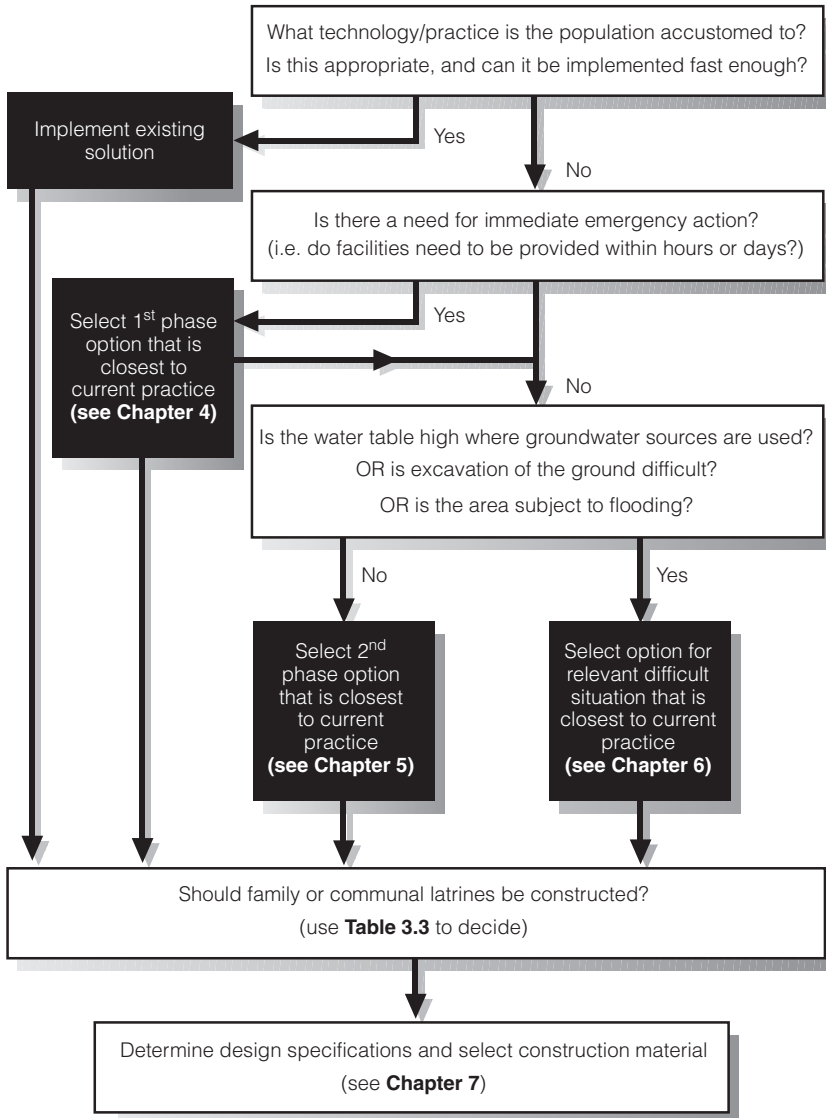 What technology/practice is the population accustomed to?
Is this appropriate, and can it be implemented fast enough?
Implement existing
solution
Yes
No
Is there a need for immediate emergency action?
(i.e. do facilities need to be provided within hours or days?)
Select 1st phase
option that is
closest to
current practice
(see Chapter 4)
Yes
No
Is the water table high where groundwater sources are used?
OR is excavation of the ground difficult?
OR is the area subject to flooding?
No
Yes
Select 2nd
phase option
that is closest
to current
practice
(see Chapter 5)
Select option for
relevant difficult
situation that is
closest to current
practice
(see Chapter 6)
Should family or communal latrines be constructed?
(use Table 3.3 to decide)
Determine design specifications and select construction material
(see Chapter 7)